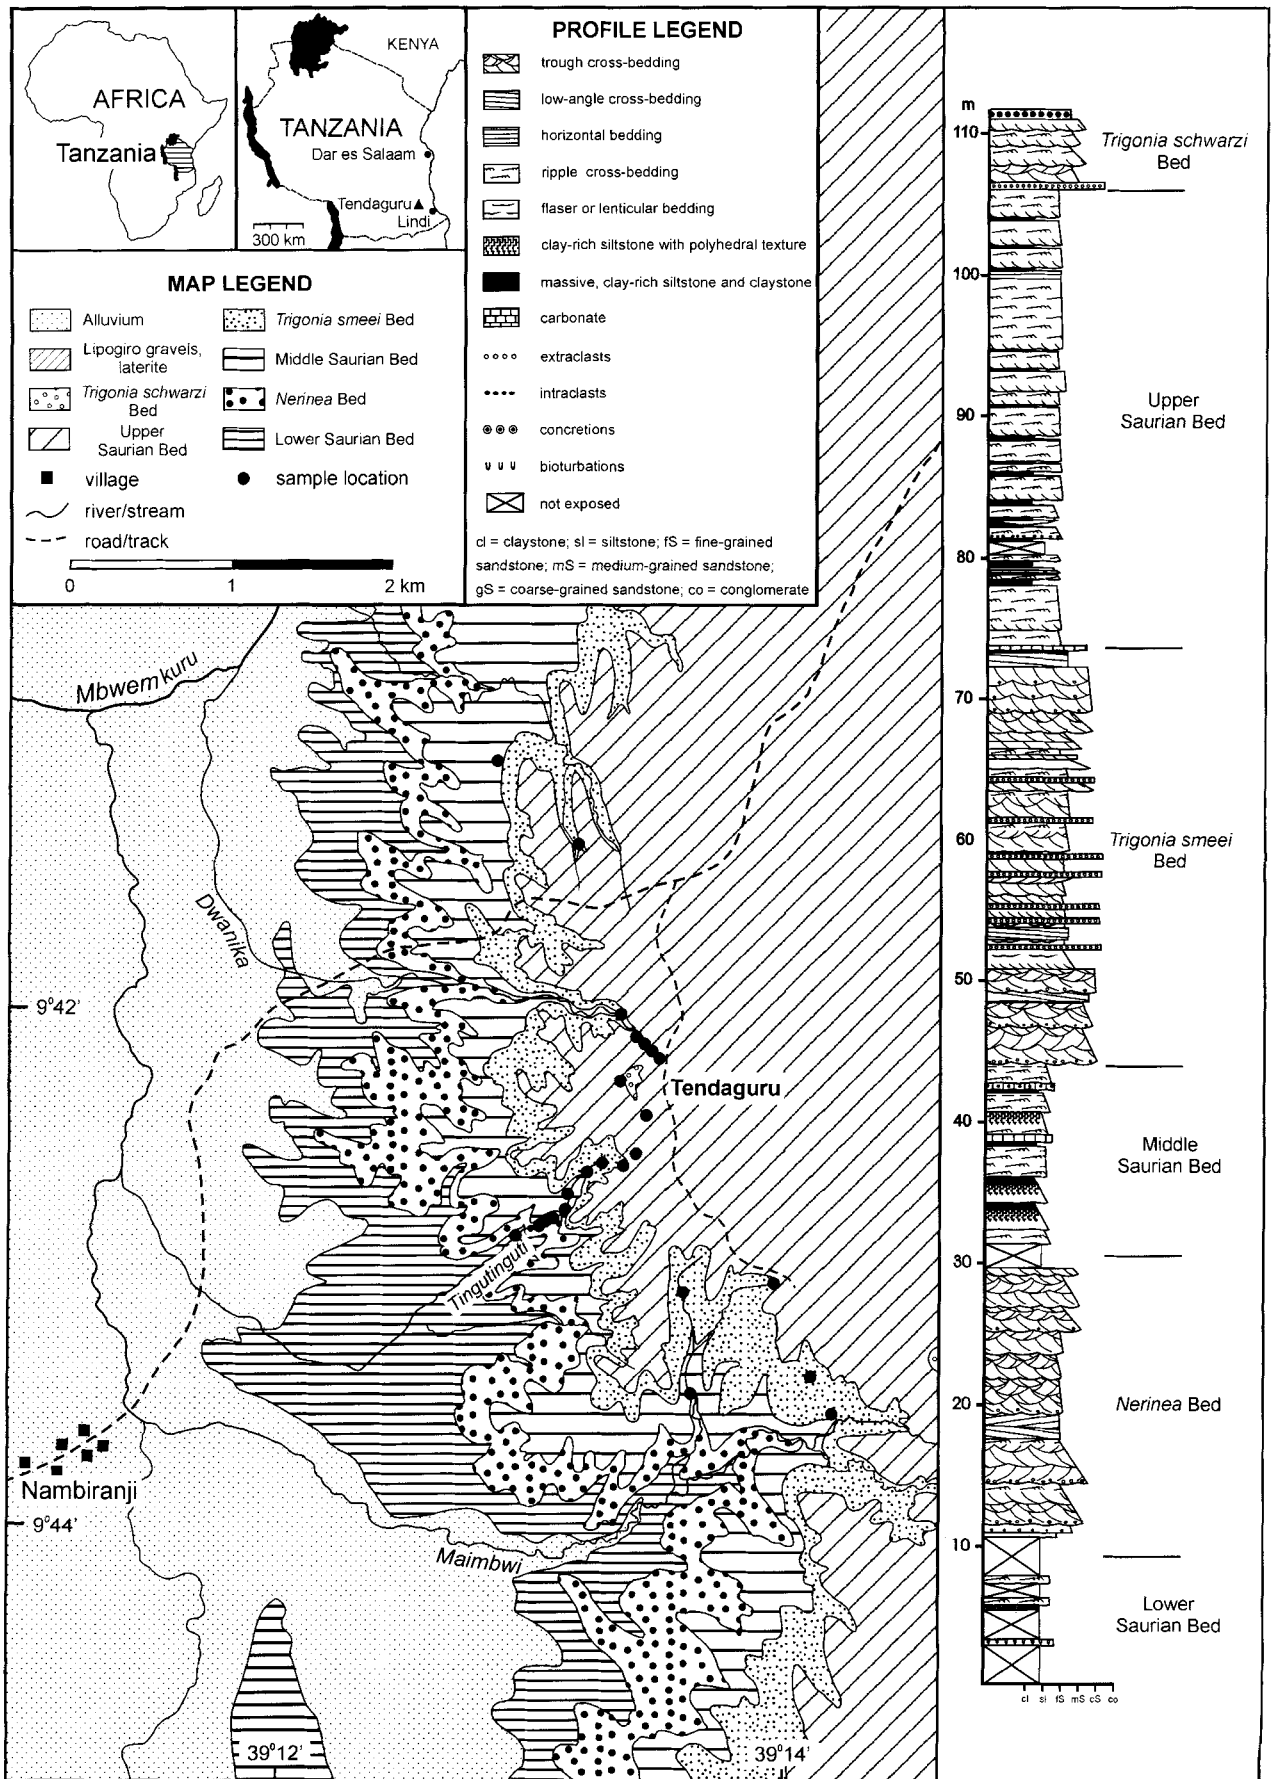 AFRICA
Tanzania
KENYA
TANZANIA
Dar es Salaam
Tendaguru
Lindi
300 km
MAP LEGEND
Alluvium
Lipogiro gravels,
laterite
Trigonia schwarzi
Bed
Upper
Saurian Bed
village
river/stream
road/track
Trigonia smeei Bed
Middle Saurian Bed
Nerinea Bed
Lower Saurian Bed
sample location
0 1 2 km
PROFILE LEGEND
trough cross-bedding
low-angle cross-bedding
horizontal bedding
ripple cross-bedding
flaser or lenticular bedding
clay-rich siltstone with polyhedral texture
massive, clay-rich siltstone and claystone
carbonate
extraclasts
intraclasts
concretions
bioturbations
not exposed
cl = claystone; sl = siltstone; fS = fine-grained
sandstone; mS = medium-grained sandstone;
gS = coarse-grained sandstone; co = conglomerate
Mbwemkuru
Dwanika
9°42'
Tendaguru
Tingutinguti
Nambiranji
9°44'
Maimbwi
39°12'
39°14'
m
110
100
90
80
70
60
50
40
30
20
10
Trigonia schwarzi
Bed
Upper
Saurian Bed
Trigonia smeei
Bed
Middle
Saurian Bed
Nerinea Bed
Lower
Saurian Bed
cl sl fS mS cS co